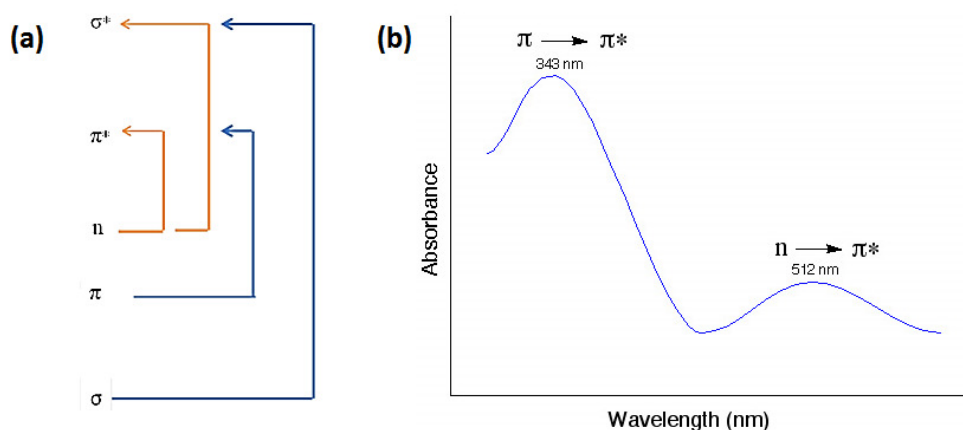 (a)
σ*
π*
n
π
σ
(b)
π → π*
343 nm
n → π*
512 nm
Absorbance
Wavelength (nm)